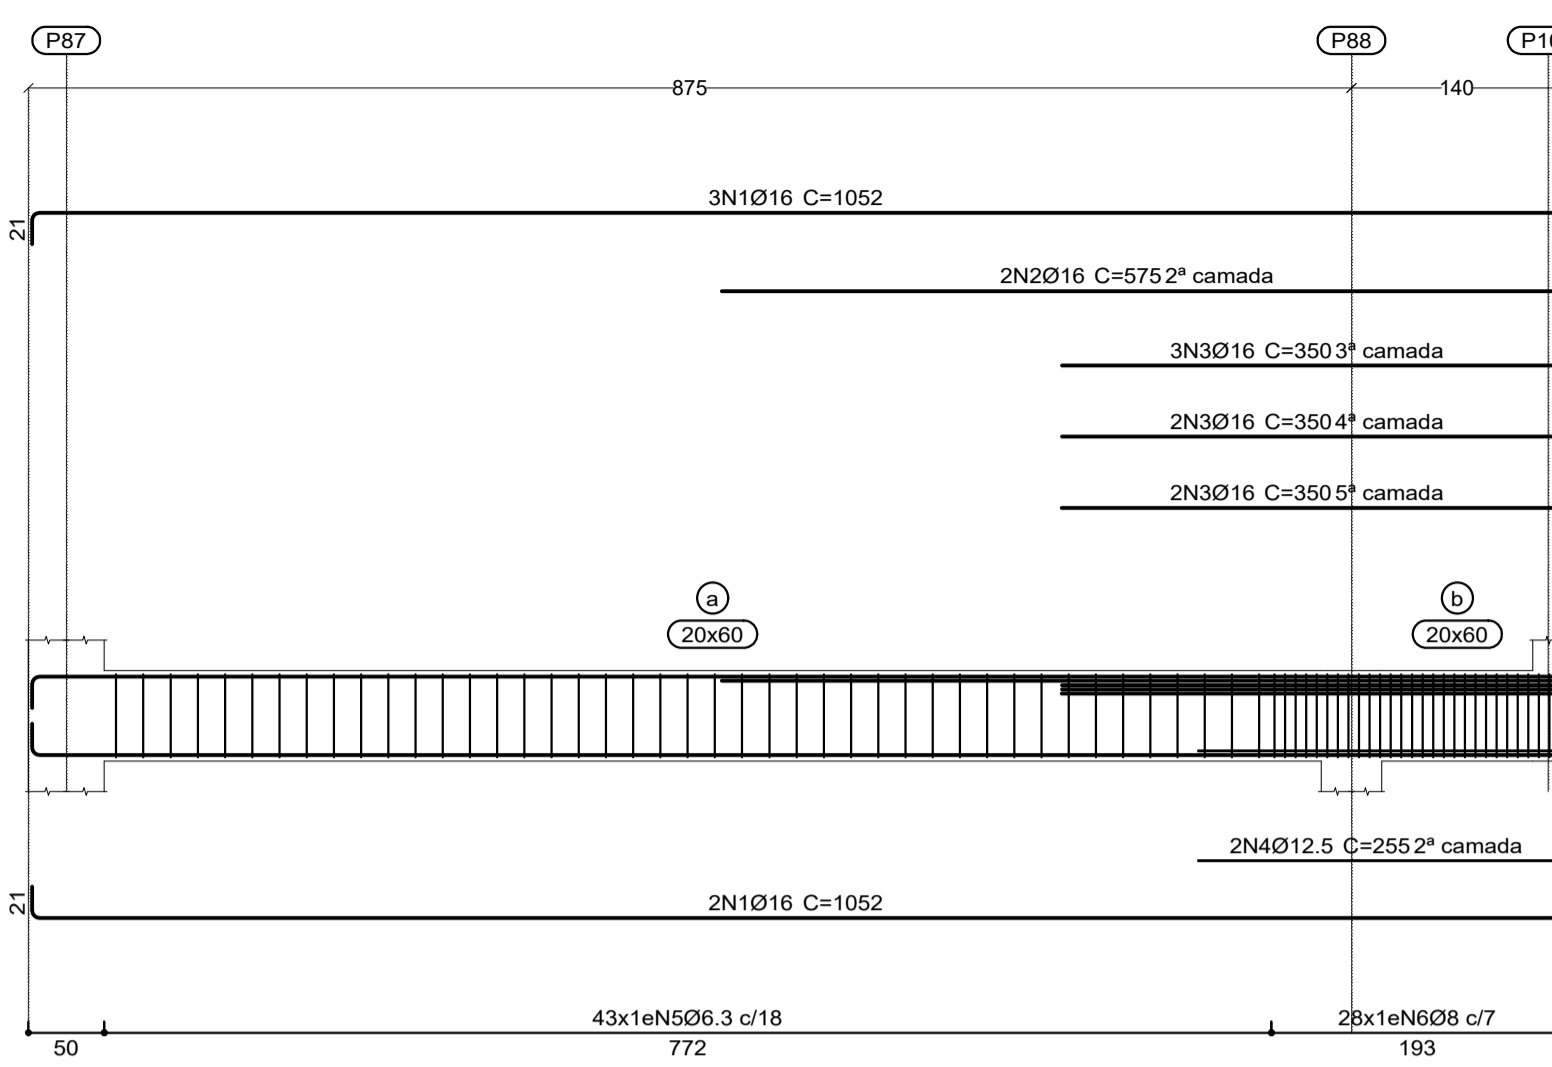 P87
P88
875
140
3N1Ø16 C=1052
21
2N2Ø16 C=575 2ª camada
3N3Ø16 C=350 3ª camada
2N3Ø16 C=350 4ª camada
2N3Ø16 C=350 5ª camada
a
b
20x60
20x60
2N4Ø12.5 C=255 2ª camada
21
2N1Ø16 C=1052
43x1eN5Ø6.3 c/18
28x1eN6Ø8 c/7
50
772
193